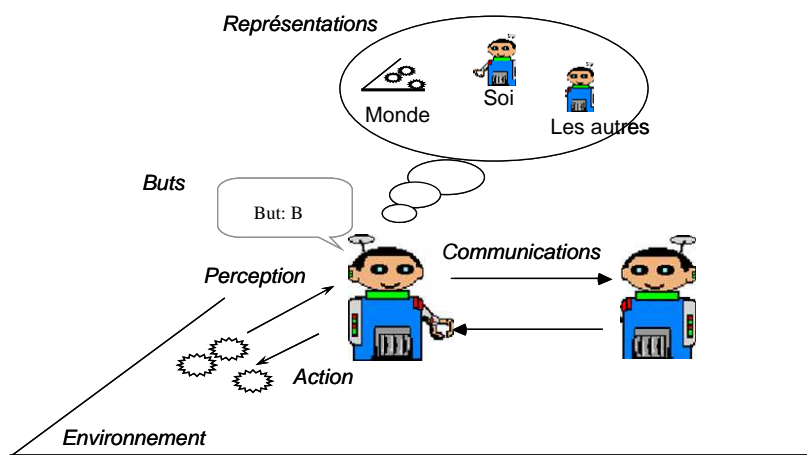 Représentations
Monde
Soi
Les autres
Buts
But: B
Communications
Perception
Action
Environnement